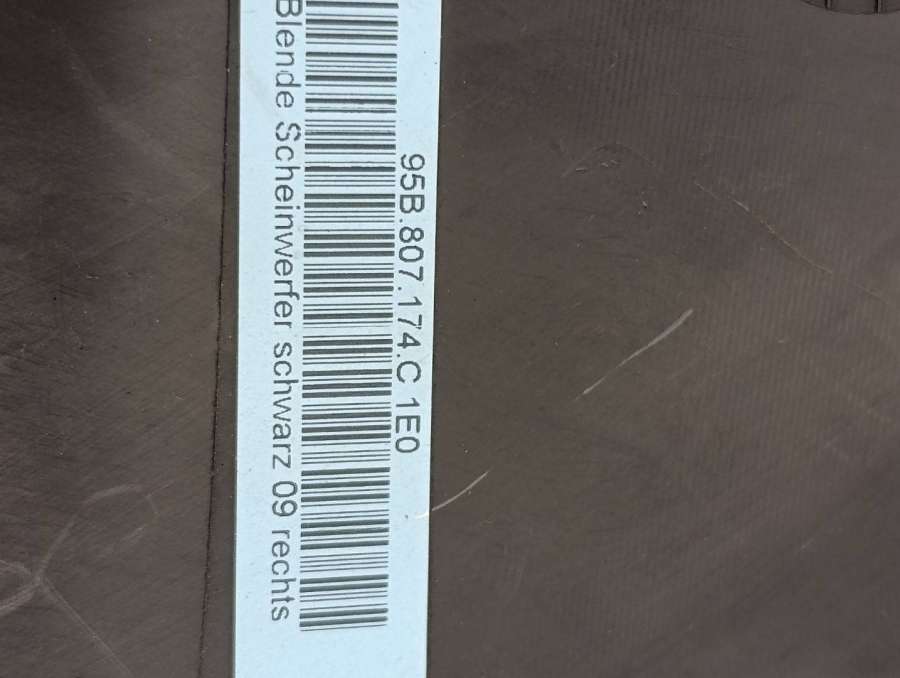 95B.807.174.C 1E0
Blende Scheinwerfer schwarz 09 rechts